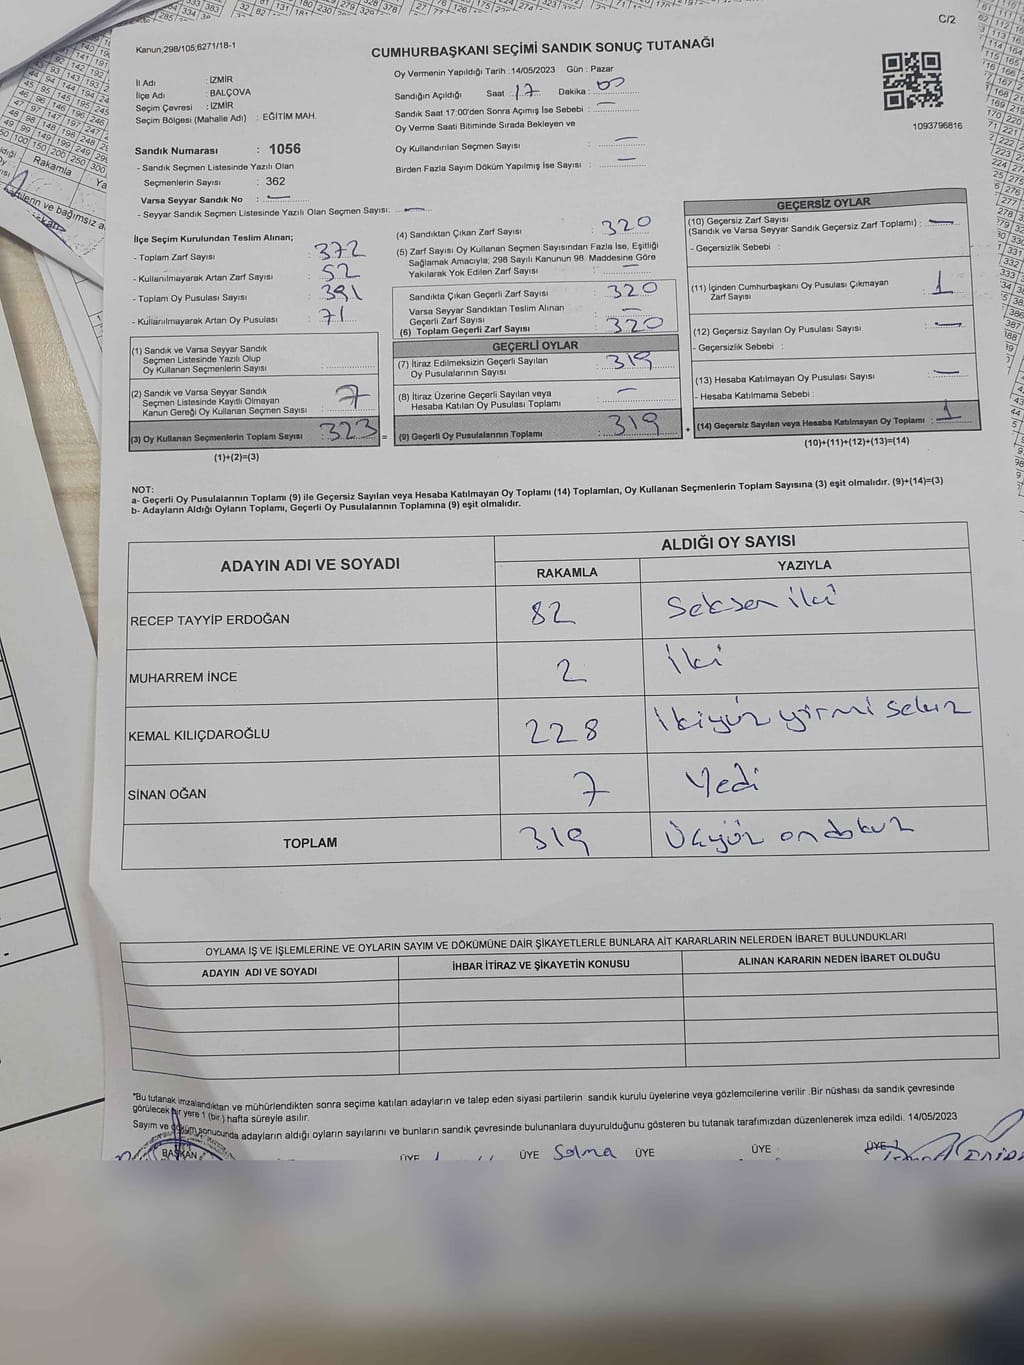 C/2
Kanun;298/105;6271/18-1
CUMHURBAŞKANI SEÇİMİ SANDIK SONUÇ TUTANAĞI
İl Adı : İZMİR
İlçe Adı : BALÇOVA
Seçim Çevresi : İZMİR
Seçim Bölgesi (Mahalle Adı) : EĞİTİM MAH.
Sandık Numarası : 1056
- Sandık Seçmen Listesinde Yazılı Olan
Seçmenlerin Sayısı : 362
Varsa Seyyar Sandık No : —
- Seyyar Sandık Seçmen Listesinde Yazılı Olan Seçmen Sayısı: —
Oy Vermenin Yapıldığı Tarih :14/05/2023 Gün : Pazar
Sandığın Açıldığı Saat : 17 Dakika : 00
Sandık Saat 17:00'den Sonra Açımış İse Sebebi : —
Oy Verme Saati Bitiminde Sırada Bekleyen ve
Oy Kullandırılan Seçmen Sayısı : —
Birden Fazla Sayım Döküm Yapılmış İse Sayısı : —
1093796816
İlçe Seçim Kurulundan Teslim Alınan;
- Toplam Zarf Sayısı : 372
- Kullanılmayarak Artan Zarf Sayısı : 52
- Toplam Oy Pusulası Sayısı : 391
- Kullanılmayarak Artan Oy Pusulası : 71
(1) Sandık ve Varsa Seyyar Sandık
Seçmen Listesinde Yazılı Olup
Oy Kullanan Seçmenlerin Sayısı :
(2) Sandık ve Varsa Seyyar Sandık
Seçmen Listesinde Kayıtlı Olmayan
Kanun Gereği Oy Kullanan Seçmen Sayısı : 7
(3) Oy Kullanan Seçmenlerin Toplam Sayısı : 323 =
(1)+(2)=(3)
(4) Sandıktan Çıkan Zarf Sayısı : 320
(5) Zarf Sayısı Oy Kullanan Seçmen Sayısından Fazla İse, Eşitliği
Sağlamak Amacıyla; 298 Sayılı Kanunun 98. Maddesine Göre
Yakılarak Yok Edilen Zarf Sayısı : —
Sandıkta Çıkan Geçerli Zarf Sayısı : 320
Varsa Seyyar Sandıktan Teslim Alınan
Geçerli Zarf Sayısı : —
(6) Toplam Geçerli Zarf Sayısı : 320
GEÇERLİ OYLAR
(7) İtiraz Edilmeksizin Geçerli Sayılan
Oy Pusulalarının Sayısı : 319
(8) İtiraz Üzerine Geçerli Sayılan veya
Hesaba Katılan Oy Pusulası Toplamı : —
(9) Geçerli Oy Pusulalarının Toplamı : 319 +
GEÇERSİZ OYLAR
(10) Geçersiz Zarf Sayısı
(Sandık ve Varsa Seyyar Sandık Geçersiz Zarf Toplamı) : —
- Geçersizlik Sebebi :
(11) İçinden Cumhurbaşkanı Oy Pusulası Çıkmayan
Zarf Sayısı : 1
(12) Geçersiz Sayılan Oy Pusulası Sayısı : —
- Geçersizlik Sebebi :
(13) Hesaba Katılmayan Oy Pusulası Sayısı : —
- Hesaba Katılmama Sebebi :
(14) Geçersiz Sayılan veya Hesaba Katılmayan Oy Toplamı : 1
(10)+(11)+(12)+(13)=(14)
NOT:
a- Geçerli Oy Pusulalarının Toplamı (9) ile Geçersiz Sayılan veya Hesaba Katılmayan Oy Toplamı (14) Toplamları, Oy Kullanan Seçmenlerin Toplam Sayısına (3) eşit olmalıdır. (9)+(14)=(3)
b- Adayların Aldığı Oyların Toplamı, Geçerli Oy Pusulalarının Toplamına (9) eşit olmalıdır.
ADAYIN ADI VE SOYADI
ALDIĞI OY SAYISI
RAKAMLA YAZIYLA
RECEP TAYYİP ERDOĞAN 82 Seksen iki
MUHARREM İNCE 2 İki
KEMAL KILIÇDAROĞLU 228 İkiyüz yirmi sekiz
SİNAN OĞAN 7 Yedi
TOPLAM 319 Üçyüz on dokuz
OYLAMA İŞ VE İŞLEMLERİNE VE OYLARIN SAYIM VE DÖKÜMÜNE DAİR ŞİKAYETLERLE BUNLARA AİT KARARLARIN NELERDEN İBARET BULUNDUKLARI
ADAYIN ADI VE SOYADI İHBAR İTİRAZ VE ŞİKAYETİN KONUSU ALINAN KARARIN NEDEN İBARET OLDUĞU
"Bu tutanak imzalandıktan ve mühürlendikten sonra seçime katılan adayların ve talep eden siyasi partilerin sandık kurulu üyelerine veya gözlemcilerine verilir .Bir nüshası da sandık çevresinde
görülecek bir yere 1 (bir ) hafta süreyle asılır.
Sayım ve döküm sonucunda adayların aldığı oyların sayılarını ve bunların sandık çevresinde bulunanlara duyurulduğunu gösteren bu tutanak tarafımızdan düzenlenerek imza edildi. 14/05/2023
BAŞKAN ÜYE ÜYE Selma ÜYE ÜYE ÜYE